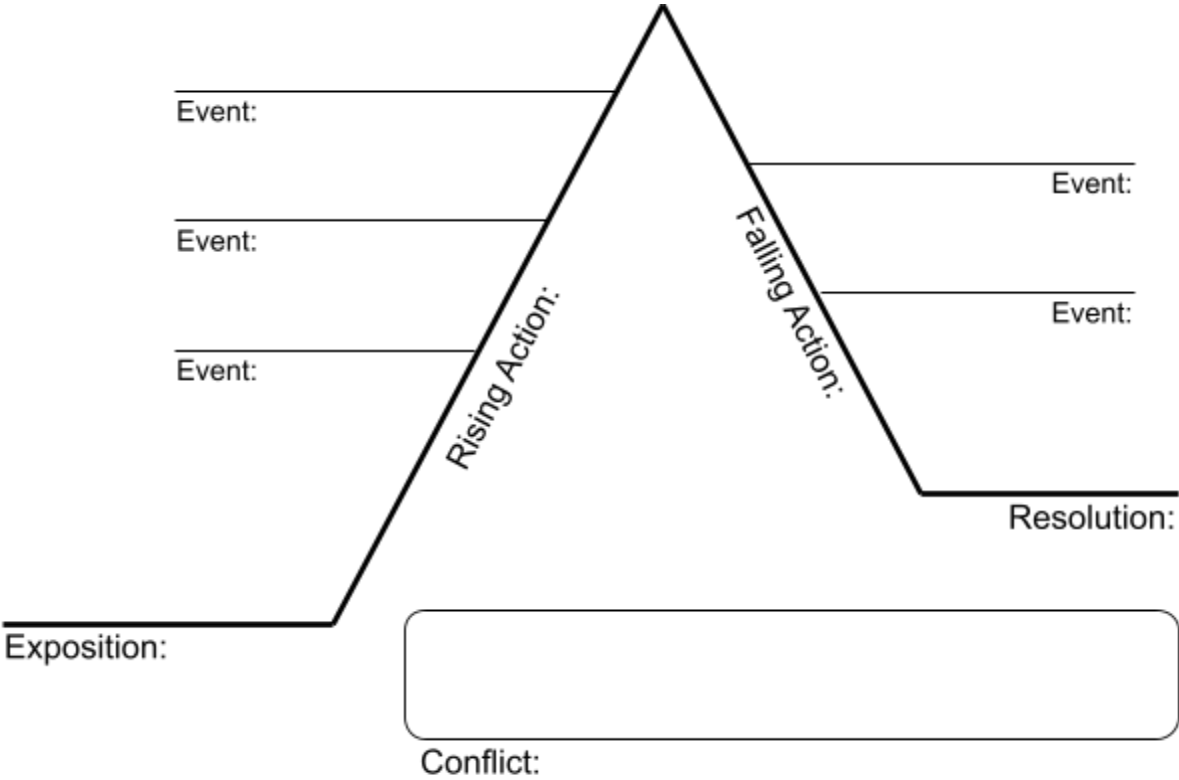 Event:
Event:
Event:
Rising Action:
Falling Action:
Event:
Event:
Resolution:
Exposition:
Conflict: